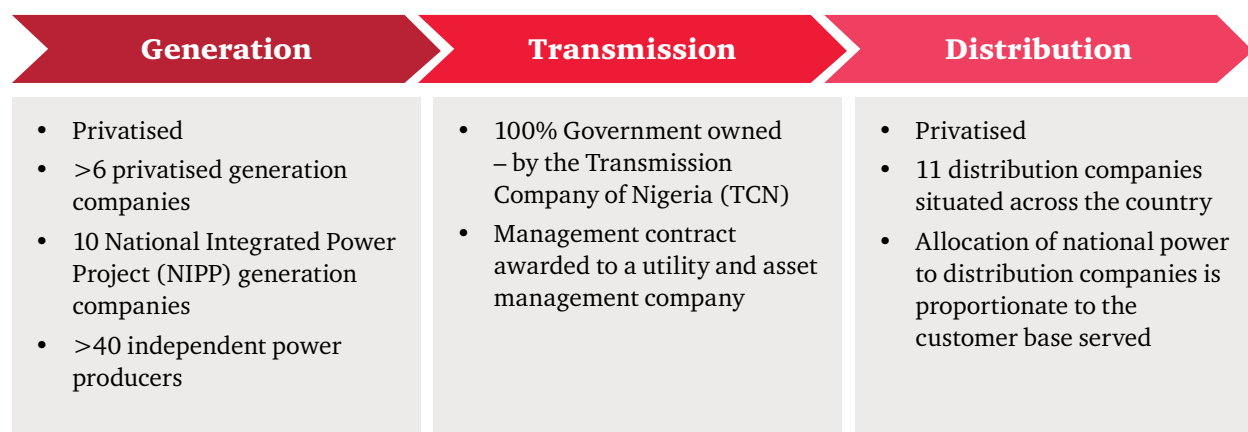 Generation
Transmission
Distribution
• Privatised
• >6 privatised generation
companies
• 10 National Integrated Power
Project (NIPP) generation
companies
• >40 independent power
producers
• 100% Government owned
– by the Transmission
Company of Nigeria (TCN)
• Management contract
awarded to a utility and asset
management company
• Privatised
• 11 distribution companies
situated across the country
• Allocation of national power
to distribution companies is
proportionate to the
customer base served